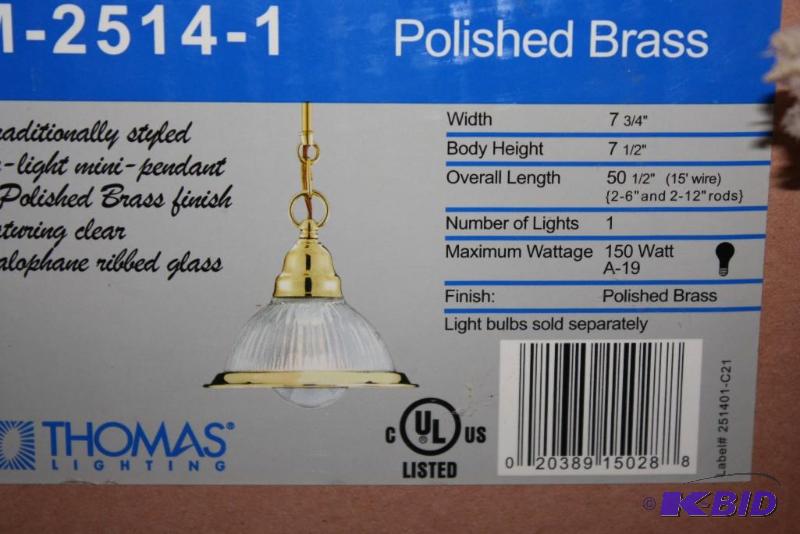 M-2514-1
Polished Brass
raditionally styled
-light mini-pendant
Polished Brass finish
turing clear
alophane ribbed glass
Width 7 3/4"
Body Height 7 1/2"
Overall Length 50 1/2" (15' wire)
{2-6" and 2-12" rods}
Number of Lights 1
Maximum Wattage 150 Watt
A-19
Finish: Polished Brass
Light bulbs sold separately
THOMAS®
LIGHTING
C UL® US
LISTED
0 20389 15028 8
Label# 251401-C21
© K-BID